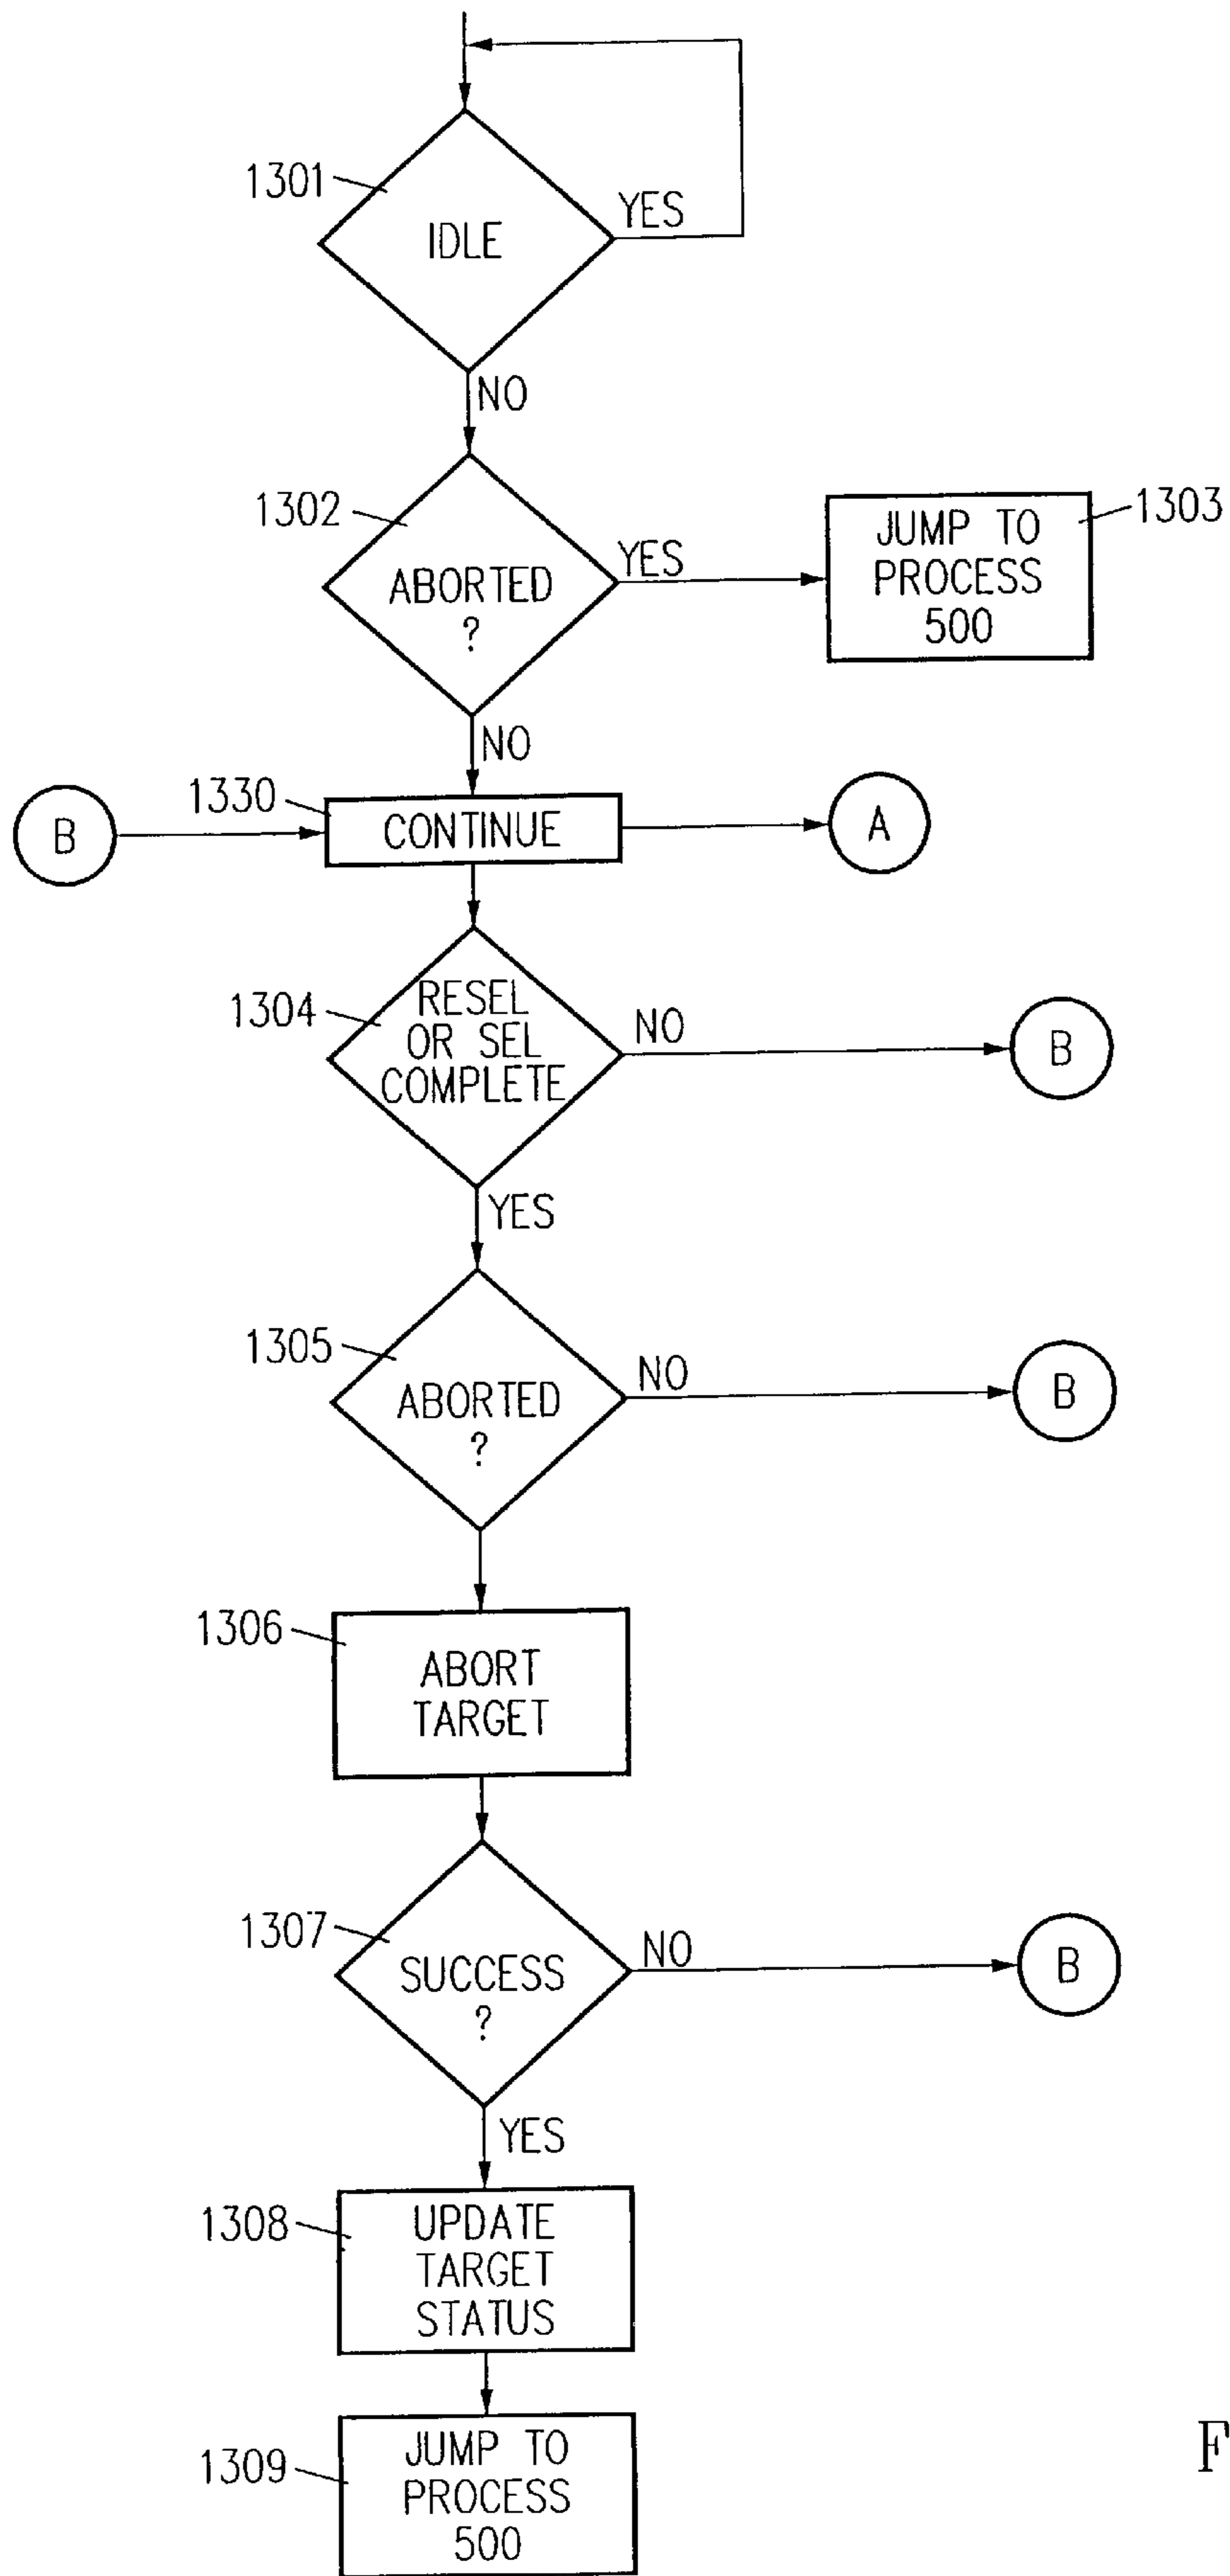 1301
IDLE
YES
NO
1302
ABORTED
?
YES
1303
JUMP TO
PROCESS
500
NO
B
1330
CONTINUE
A
1304
RESEL
OR SEL
COMPLETE
NO
B
YES
1305
ABORTED
?
NO
B
1306
ABORT
TARGET
1307
SUCCESS
?
NO
B
YES
1308
UPDATE
TARGET
STATUS
1309
JUMP TO
PROCESS
500
F